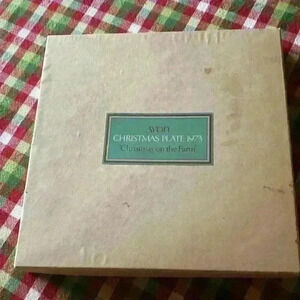 AVON
CHRISTMAS PLATE 1973
"Christmas on the Farm"